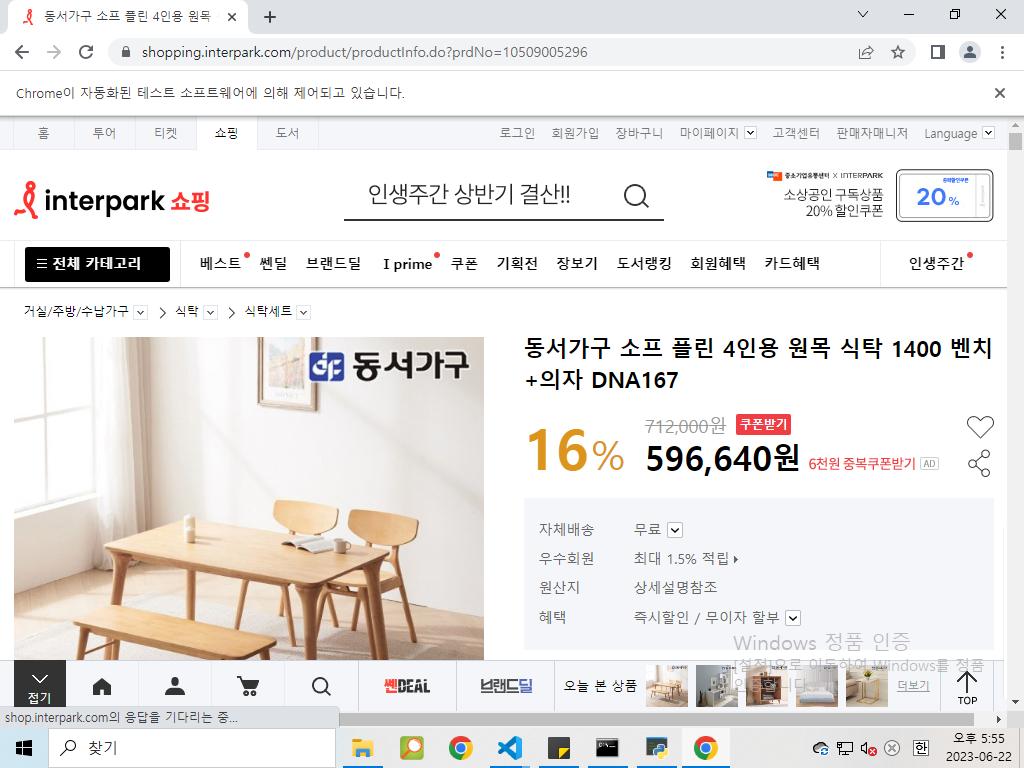 동서가구 소프 플린 4인용 원목
shopping.interpark.com/product/productInfo.do?prdNo=10509005296
Chrome이 자동화된 테스트 소프트웨어에 의해 제어되고 있습니다.
홈 투어 티켓 쇼핑 도서 로그인 회원가입 장바구니 마이페이지 고객센터 판매자매니저 Language
interpark 쇼핑
인생주간 상반기 결산!!
중소기업유통센터 X INTERPARK
소상공인 구독상품
20% 할인쿠폰
20%
전체 카테고리 베스트 쎈딜 브랜드딜 I prime 쿠폰 기획전 장보기 도서랭킹 회원혜택 카드혜택 인생주간
거실/주방/수납가구 > 식탁 > 식탁세트
동서가구
동서가구 소프 플린 4인용 원목 식탁 1400 벤치
+의자 DNA167
16%
712,000원 쿠폰받기
596,640원 6천원 중복쿠폰받기 AD
자체배송 무료
우수회원 최대 1.5% 적립
원산지 상세설명참조
혜택 즉시할인 / 무이자 할부
Windows 정품 인증
[설정]으로 이동하여 Windows를 정품
인증합니다.
접기
쎈DEAL
브랜드딜
오늘 본 상품
더보기
TOP
shop.interpark.com의 응답을 기다리는 중...
찾기
한
오후 5:55
2023-06-22